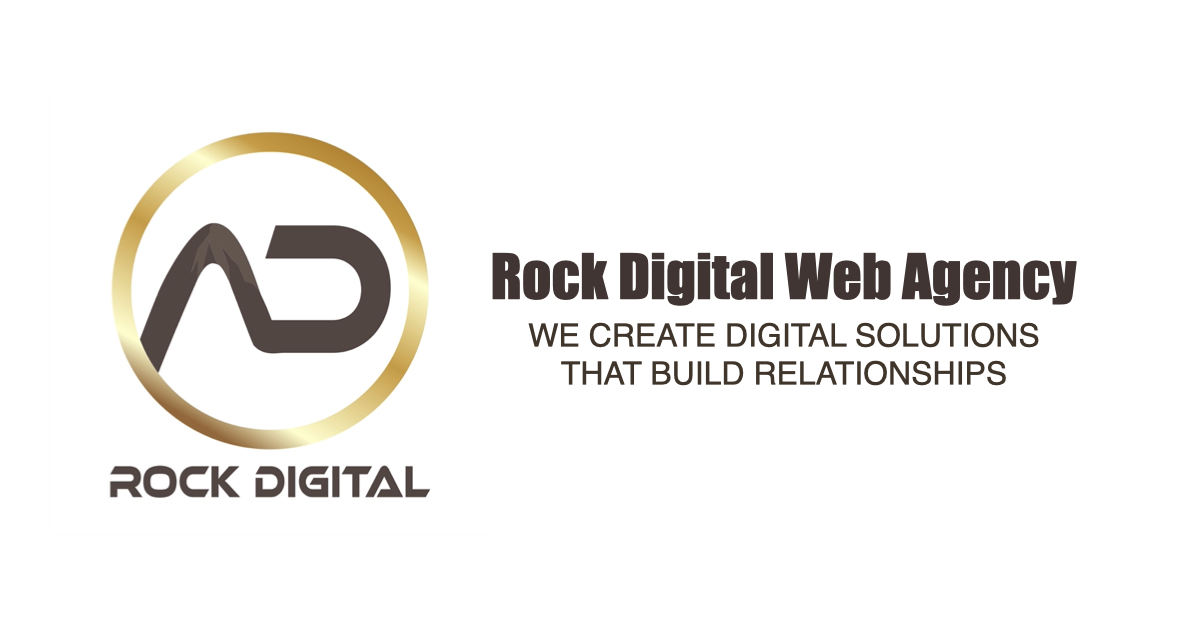 ROCK DIGITAL
Rock Digital Web Agency
WE CREATE DIGITAL SOLUTIONS
THAT BUILD RELATIONSHIPS